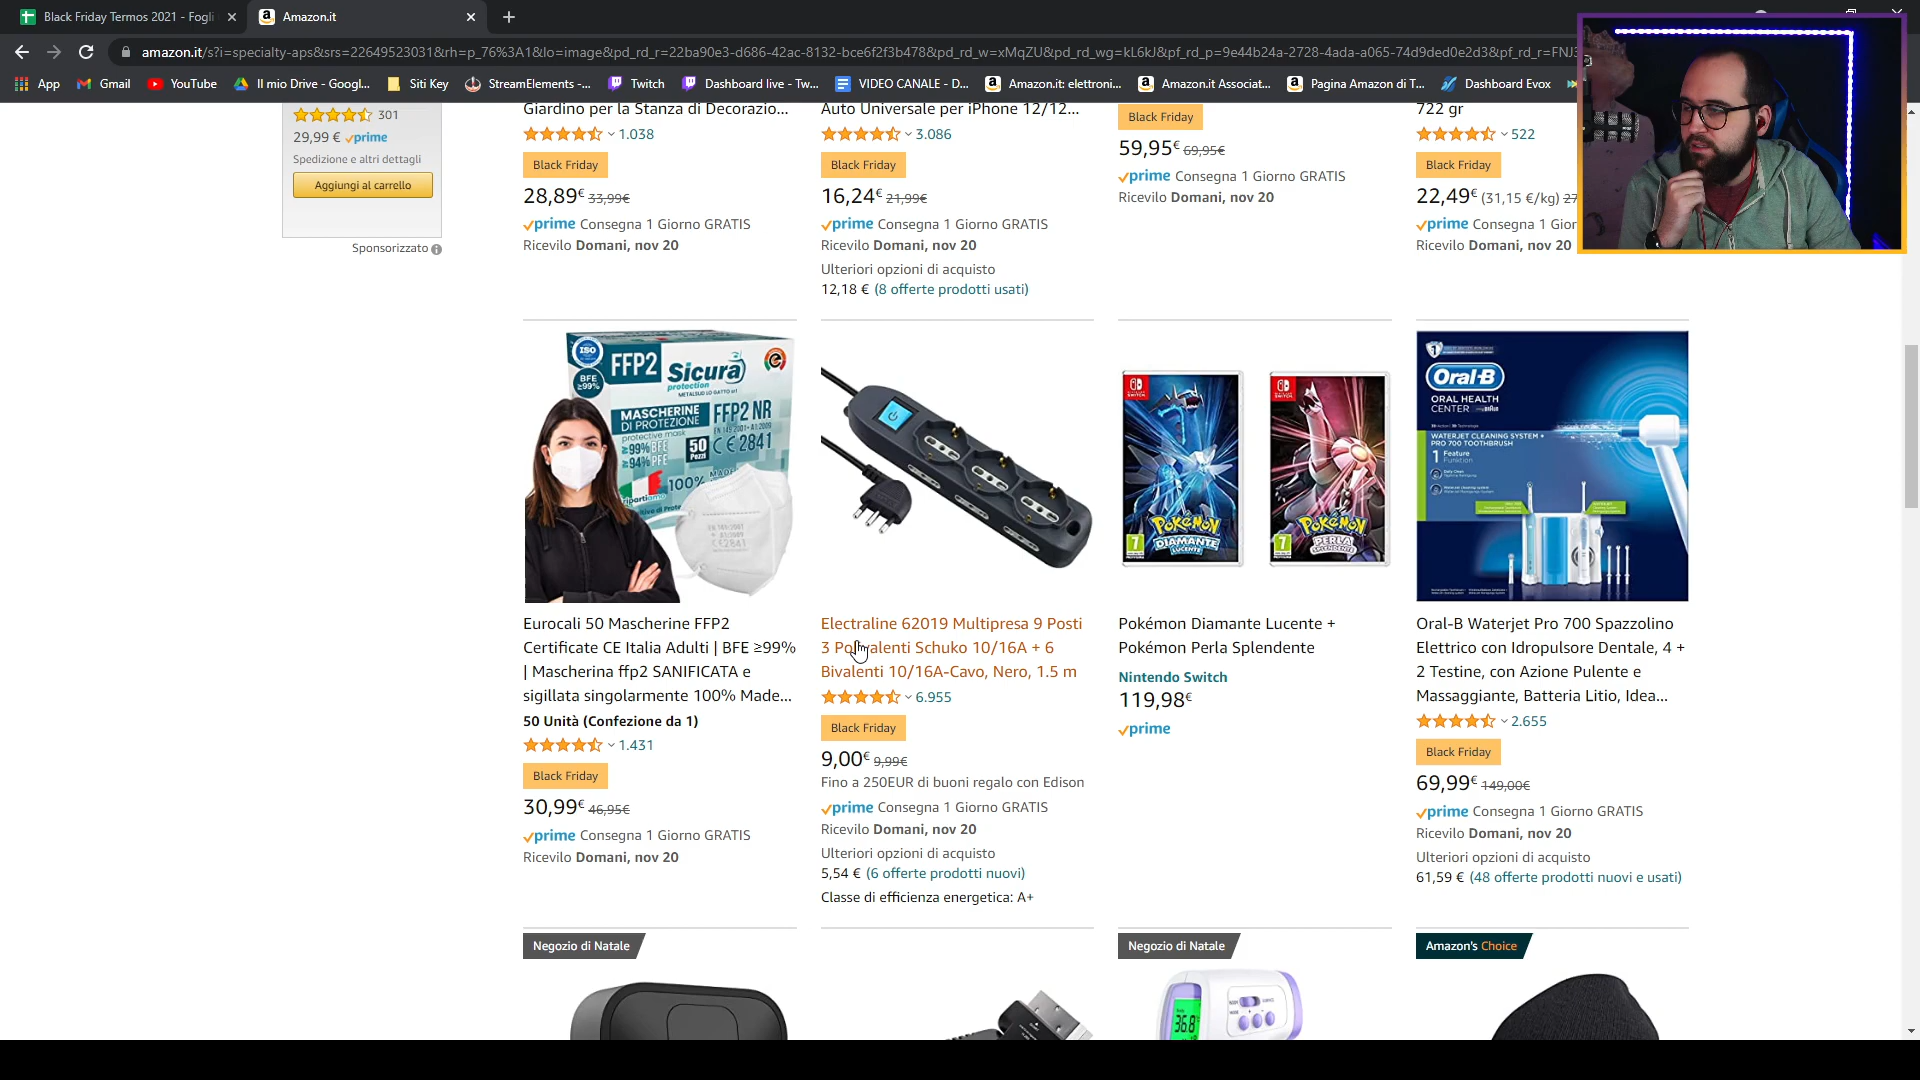 Black Friday Termos 2021 - Fogli
Amazon.it
amazon.it/s?i=specialty-aps&srs=22649523031&rh=p_76%3A1&lo=image&pd_rd_r=22ba90e3-d686-42ac-8132-bce6f2f3b478&pd_rd_w=xMqZU&pd_rd_wg=kL6kJ&pf_rd_p=9e44b24a-2728-4ada-a065-74d9ded0e2d3&pf_rd_r=FNJ3
App
Gmail
YouTube
Il mio Drive - Googl...
Siti Key
StreamElements -...
Twitch
Dashboard live - Tw...
VIDEO CANALE - D...
Amazon.it: elettroni...
Amazon.it Associat...
Pagina Amazon di T...
Dashboard Evox
301
29,99 € prime
Spedizione e altri dettagli
Aggiungi al carrello
Sponsorizzato
Giardino per la Stanza di Decorazio...
1.038
Black Friday
28,89€ 33,99€
prime Consegna 1 Giorno GRATIS
Ricevilo Domani, nov 20
Auto Universale per iPhone 12/12...
3.086
Black Friday
16,24€ 21,99€
prime Consegna 1 Giorno GRATIS
Ricevilo Domani, nov 20
Ulteriori opzioni di acquisto
12,18 € (8 offerte prodotti usati)
Black Friday
59,95€ 69,95€
prime Consegna 1 Giorno GRATIS
Ricevilo Domani, nov 20
722 gr
522
Black Friday
22,49€ (31,15 €/kg) 27
prime Consegna 1 Gior
Ricevilo Domani, nov 20
ISO
BFE ≥99%
FFP2
Sicura
protection
MASCHERINE
DI PROTEZIONE
FFP2 NR
protective mask
≥99% BFE
≥94% PFE
50
Pezzi
CE 2841
100%
ripartiamo
CE2841
Eurocali 50 Mascherine FFP2
Certificate CE Italia Adulti | BFE ≥99%
| Mascherina ffp2 SANIFICATA e
sigillata singolarmente 100% Made...
50 Unità (Confezione da 1)
1.431
Black Friday
30,99€ 46,95€
prime Consegna 1 Giorno GRATIS
Ricevilo Domani, nov 20
Electraline 62019 Multipresa 9 Posti
3 Polivalenti Schuko 10/16A + 6
Bivalenti 10/16A-Cavo, Nero, 1.5 m
6.955
Black Friday
9,00€ 9,99€
Fino a 250EUR di buoni regalo con Edison
prime Consegna 1 Giorno GRATIS
Ricevilo Domani, nov 20
Ulteriori opzioni di acquisto
5,54 € (6 offerte prodotti nuovi)
Classe di efficienza energetica: A+
POKÉMON
DIAMANTE
LUCENTE
7
POKÉMON
PERLA
SPLENDENTE
7
Pokémon Diamante Lucente +
Pokémon Perla Splendente
Nintendo Switch
119,98€
prime
Oral-B
ORAL HEALTH
CENTER
WATERJET CLEANING SYSTEM +
PRO 700 TOOTHBRUSH
1 Feature
Funktion
Oral-B Waterjet Pro 700 Spazzolino
Elettrico con Idropulsore Dentale, 4 +
2 Testine, con Azione Pulente e
Massaggiante, Batteria Litio, Idea...
2.655
Black Friday
69,99€ 149,00€
prime Consegna 1 Giorno GRATIS
Ricevilo Domani, nov 20
Ulteriori opzioni di acquisto
61,59 € (48 offerte prodotti nuovi e usati)
Negozio di Natale
Negozio di Natale
36.8
Amazon's Choice